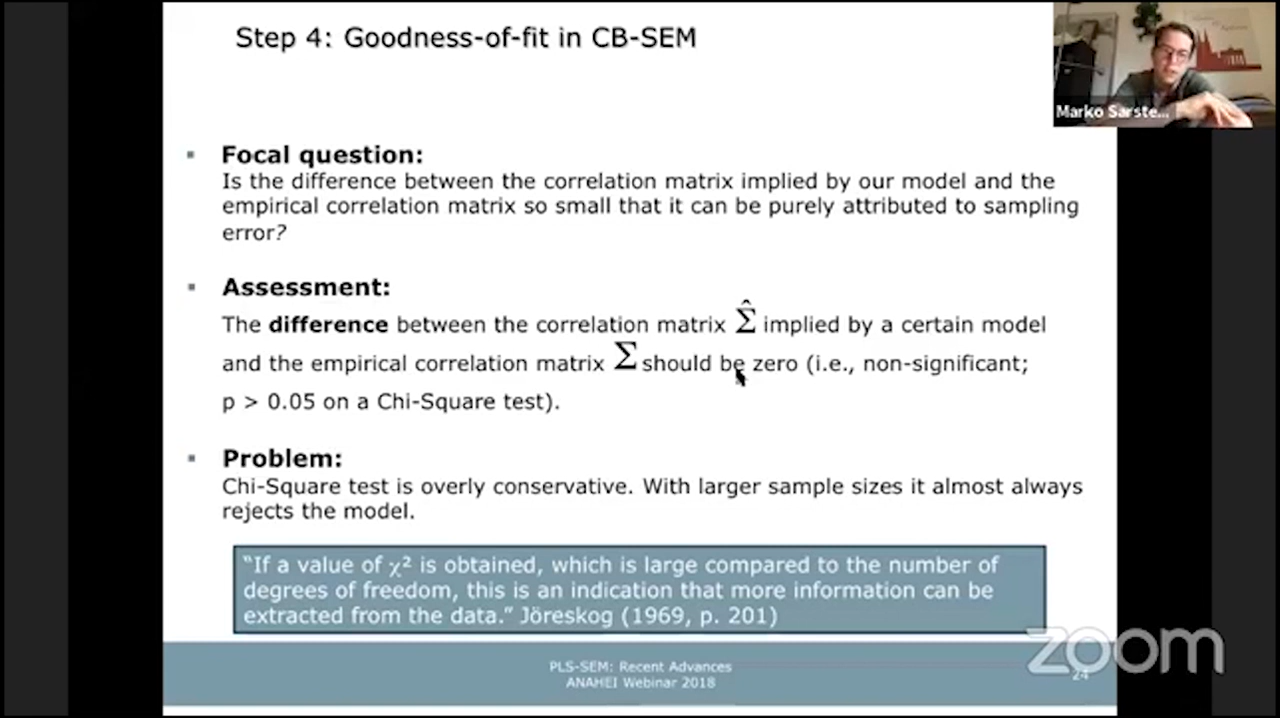 Step 4: Goodness-of-fit in CB-SEM
Marko Sarste...
▪ Focal question:
Is the difference between the correlation matrix implied by our model and the
empirical correlation matrix so small that it can be purely attributed to sampling
error?
▪ Assessment:
The difference between the correlation matrix Σ̂ implied by a certain model
and the empirical correlation matrix Σ should be zero (i.e., non-significant;
p > 0.05 on a Chi-Square test).
▪ Problem:
Chi-Square test is overly conservative. With larger sample sizes it almost always
rejects the model.
"If a value of χ² is obtained, which is large compared to the number of
degrees of freedom, this is an indication that more information can be
extracted from the data." Jöreskog (1969, p. 201)
zoom
PLS-SEM: Recent Advances
ANAHEI Webinar 2018
24